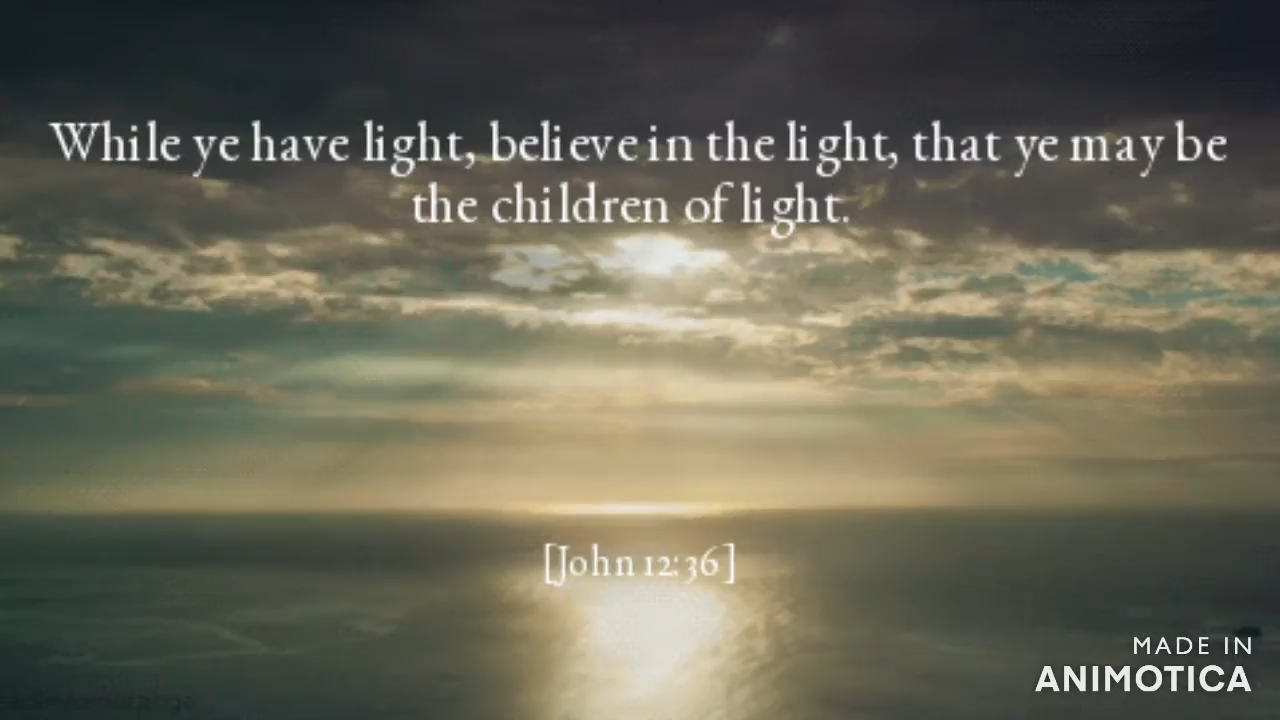 While ye have light, believe in the light, that ye may be
the children of light.
[John 12:36]
MADE IN
ANIMOTICA